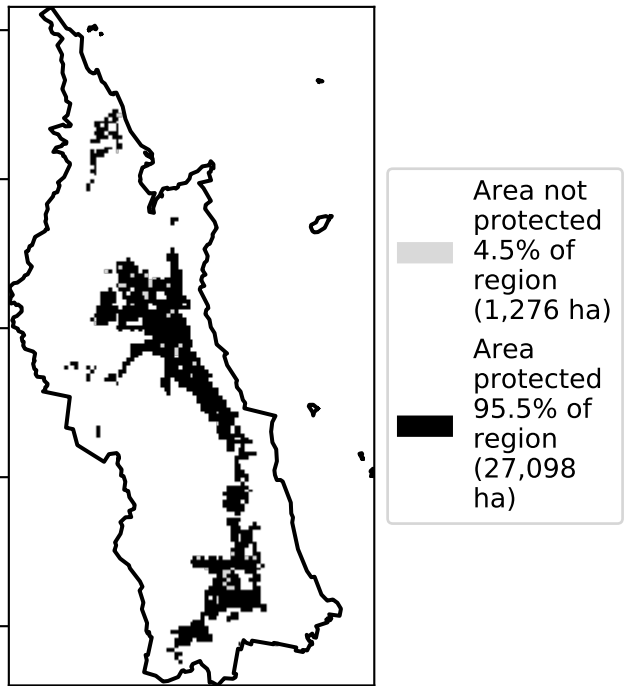 Area not
protected
4.5% of
region
(1,276 ha)
Area
protected
95.5% of
region
(27,098
ha)